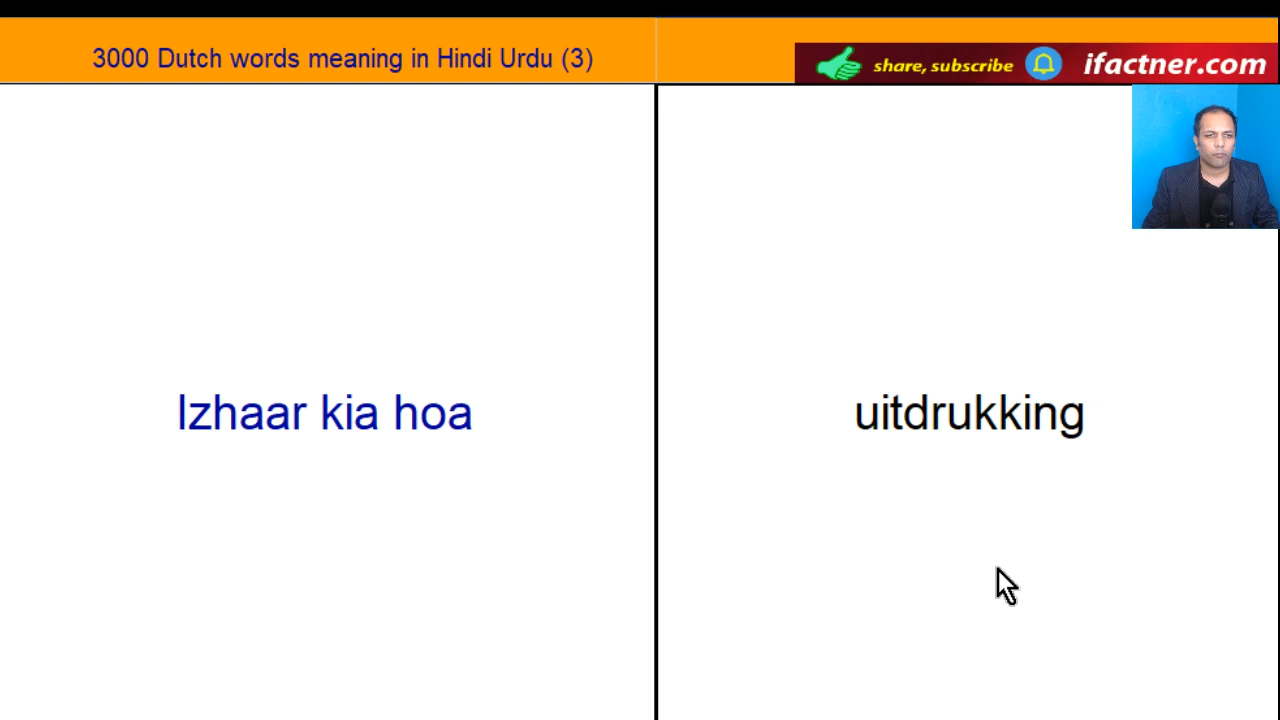 3000 Dutch words meaning in Hindi Urdu (3)
share, subscribe
ifactner.com
Izhaar kia hoa
uitdrukking